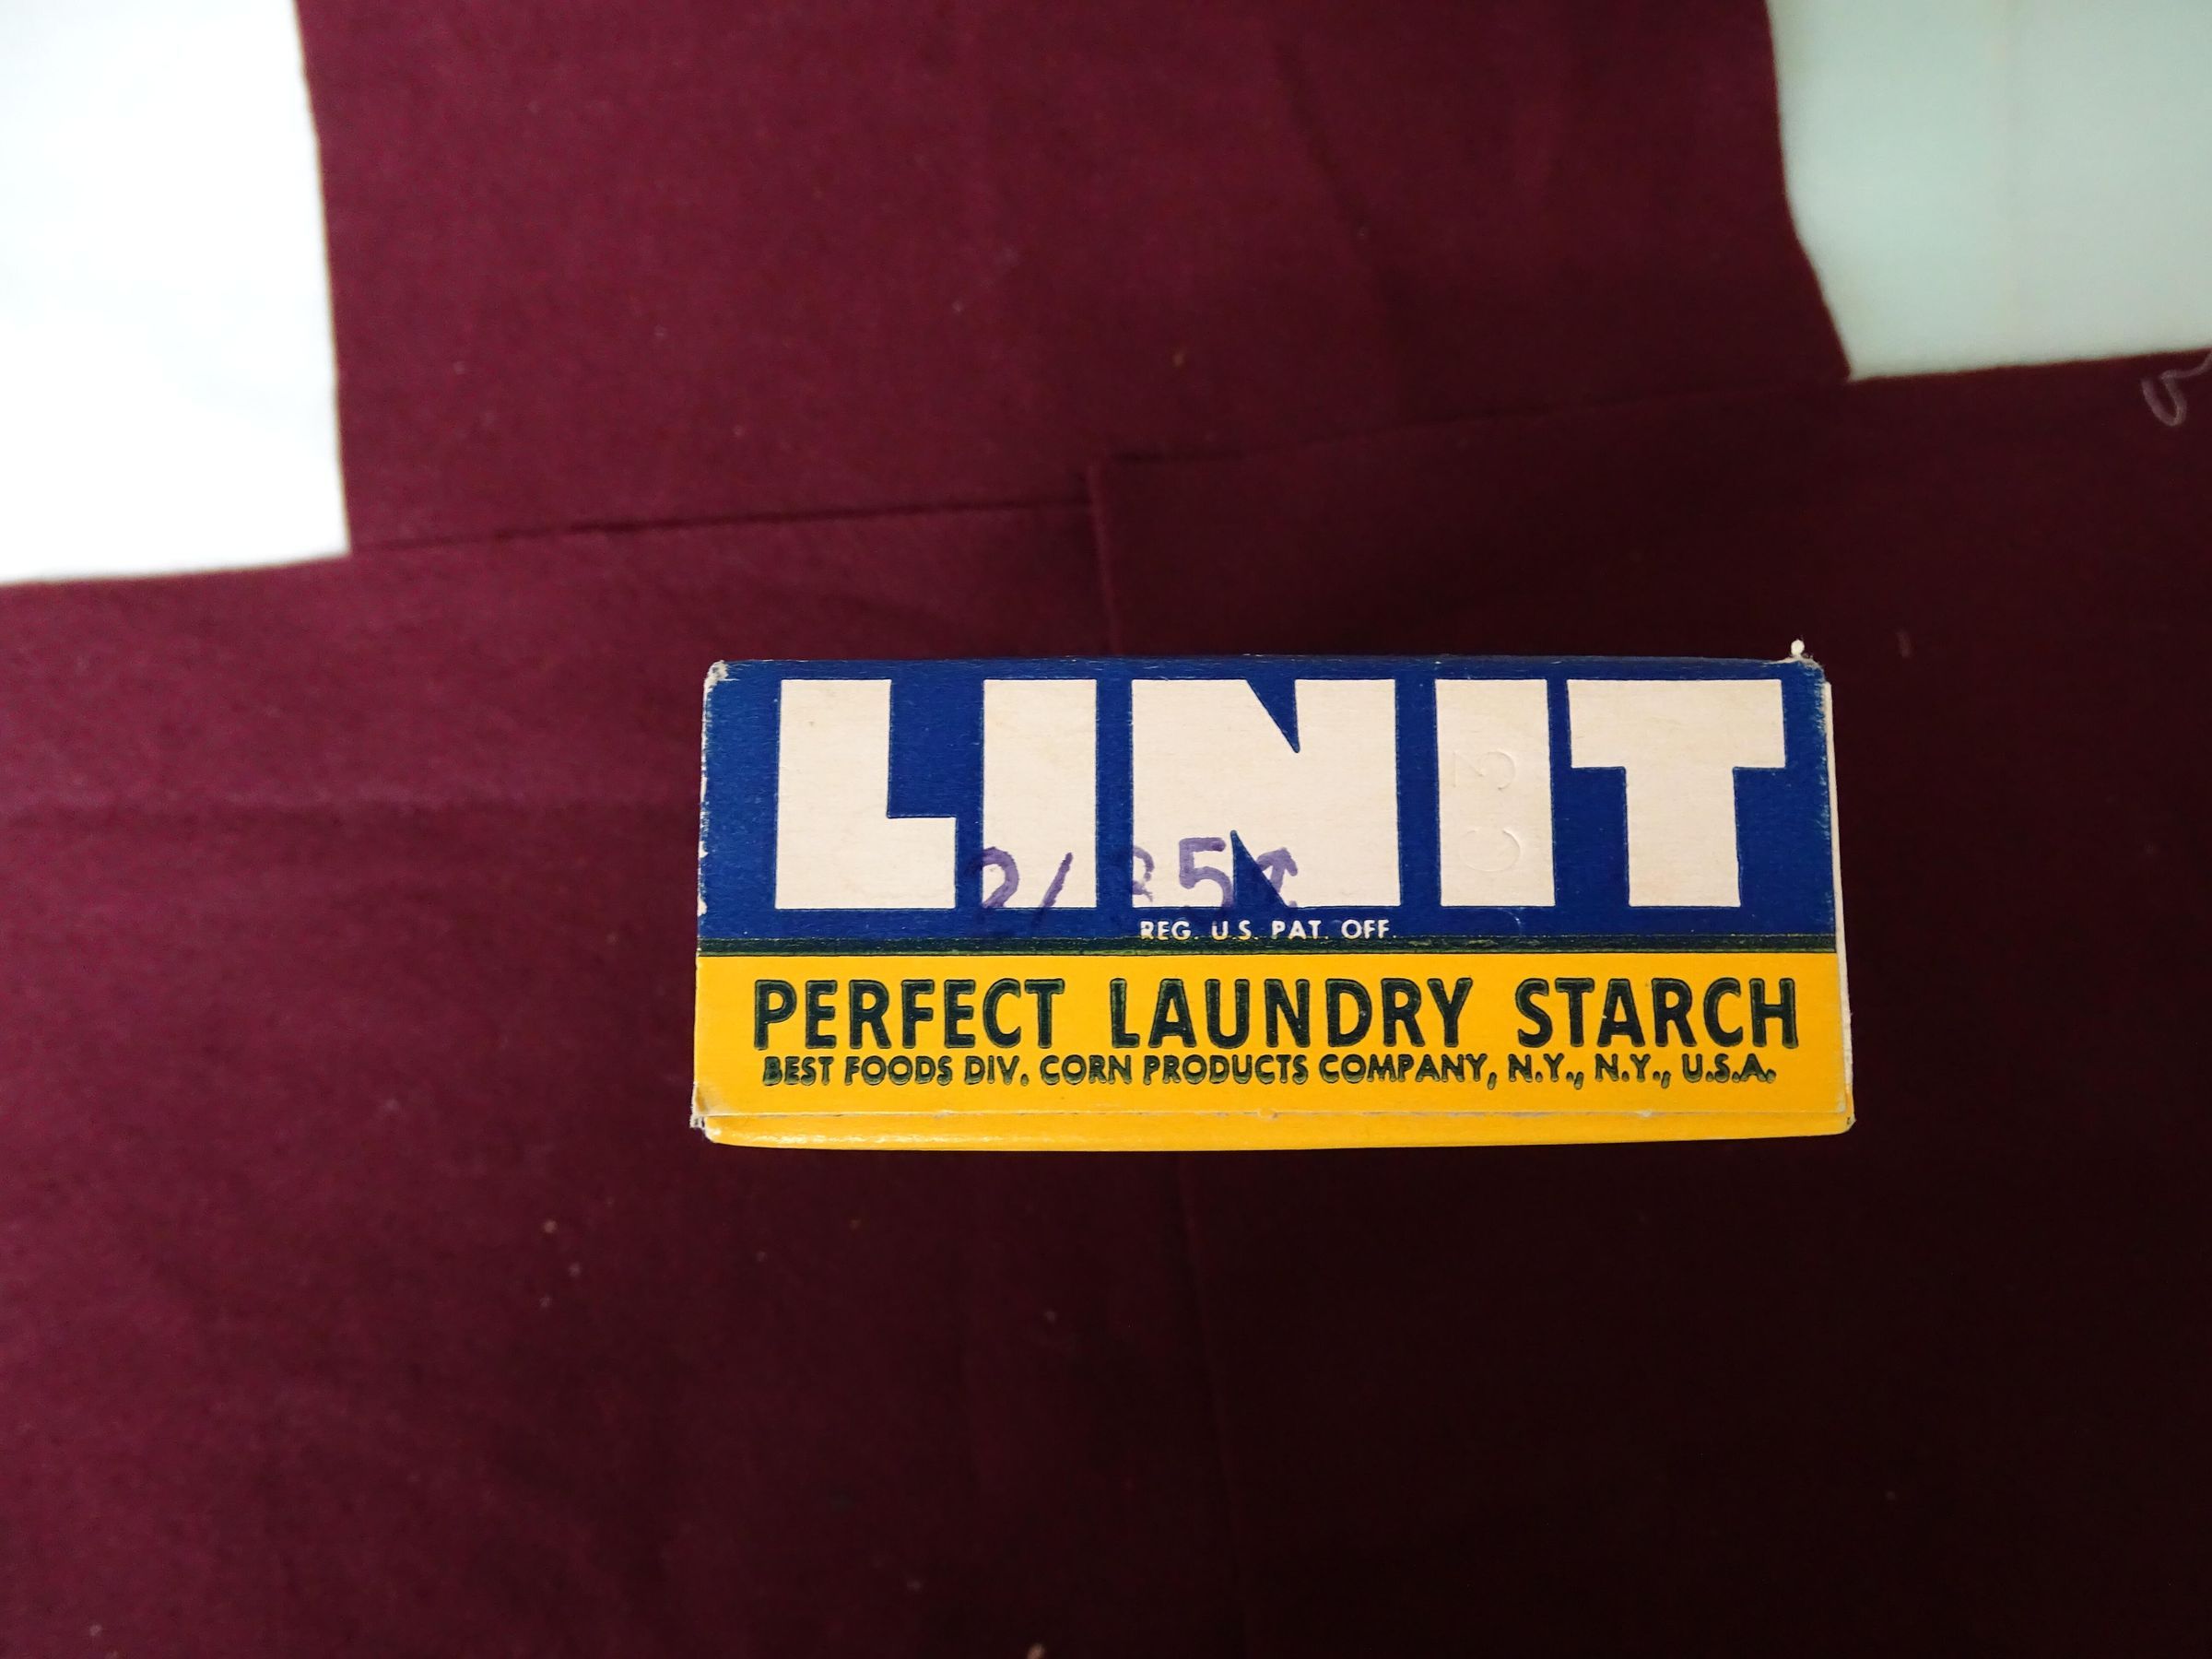 LINIT
2/35¢
REG. U.S. PAT. OFF.
PERFECT LAUNDRY STARCH
BEST FOODS DIV. CORN PRODUCTS COMPANY, N.Y., N.Y., U.S.A.